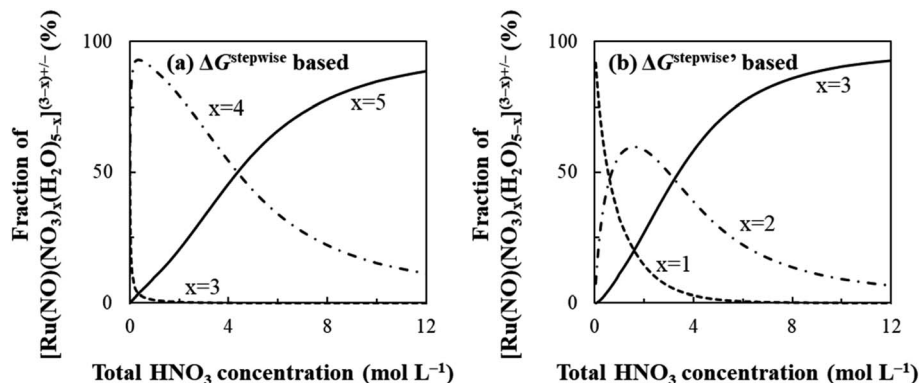 Fraction of
[Ru(NO)(NO₃)ₓ(H₂O)₅₋ₓ]⁽³⁻ˣ⁾⁺/⁻ (%)
100
50
0
(a) ΔG^stepwise based
x=4
x=5
x=3
0 4 8 12
Total HNO₃ concentration (mol L⁻¹)
Fraction of
[Ru(NO)(NO₃)ₓ(H₂O)₅₋ₓ]⁽³⁻ˣ⁾⁺/⁻ (%)
100
50
0
(b) ΔG^stepwise’ based
x=3
x=2
x=1
0 4 8 12
Total HNO₃ concentration (mol L⁻¹)